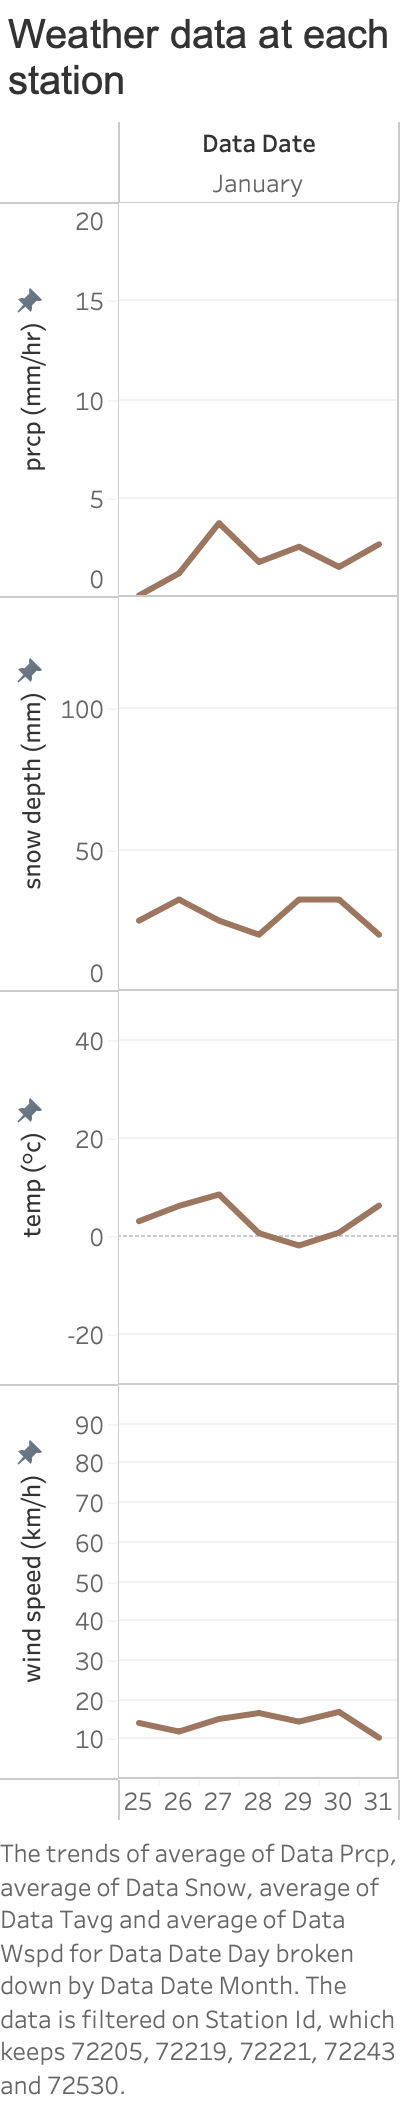 Weather data at each
station
Data Date
January
20
15
10
5
0
prcp (mm/hr)
100
50
0
snow depth (mm)
40
20
0
-20
temp (°c)
90
80
70
60
50
40
30
20
10
wind speed (km/h)
25 26 27 28 29 30 31
The trends of average of Data Prcp,
average of Data Snow, average of
Data Tavg and average of Data
Wspd for Data Date Day broken
down by Data Date Month. The
data is filtered on Station Id, which
keeps 72205, 72219, 72221, 72243
and 72530.